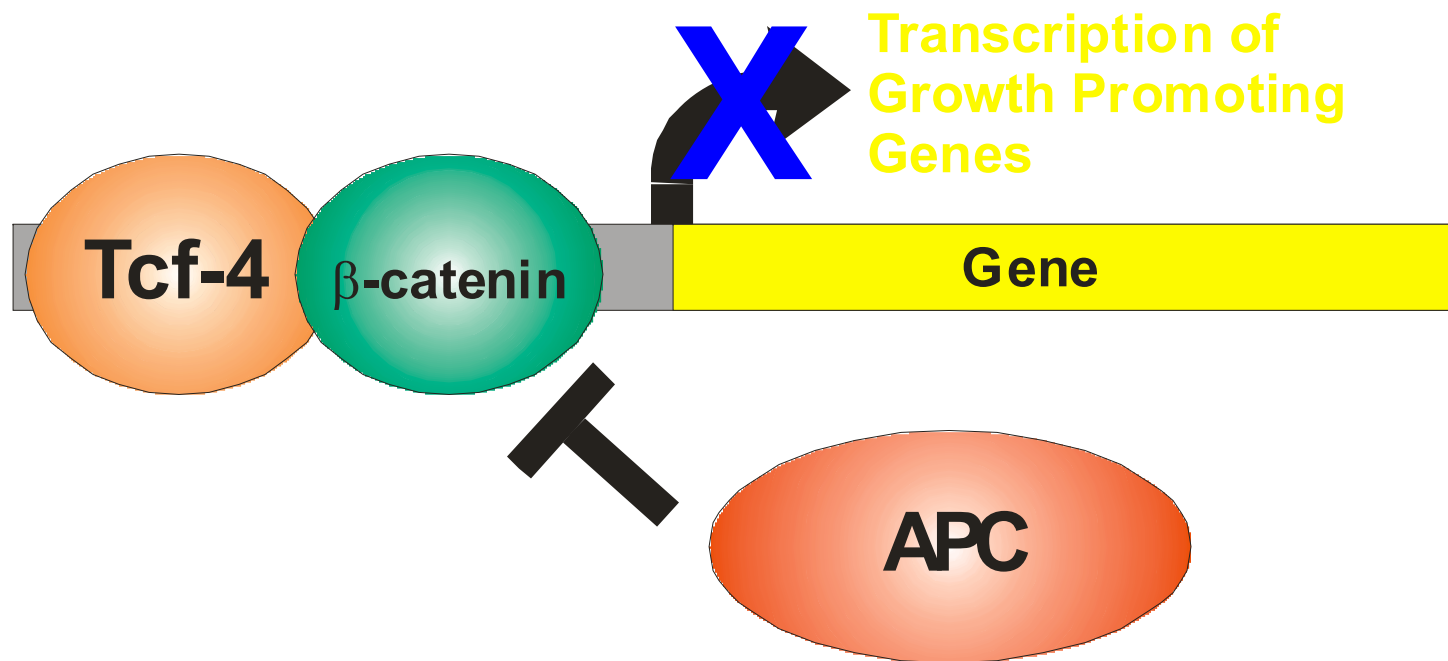 Transcription of
Growth Promoting
Genes
X
Tcf-4
β-catenin
Gene
APC